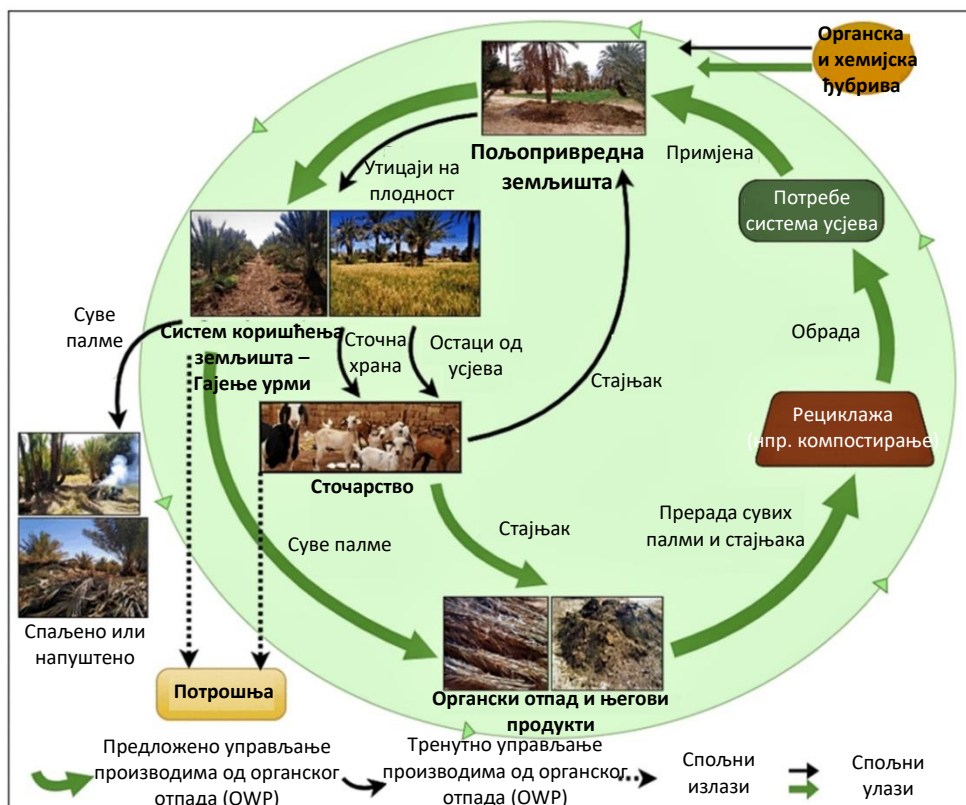 Органска
и хемијска
ђубрива
Пољопривредна
земљишта
Примјена
Утицаји на
плодност
Потребе
система усјева
Суве
палме
Систем коришћења
земљишта –
Гајење урми
Сточна
храна
Остаци од
усјева
Стајњак
Обрада
Рециклажа
(нпр. компостирање)
Сточарство
Суве палме
Стајњак
Прерада сувих
палми и стајњака
Спаљено или
напуштено
Потрошња
Органски отпад и његови
продукти
Предложено управљање
производима од органског
отпада (OWP)
Тренутно управљање
производима од органског
отпада (OWP)
Спољни
излази
Спољни
улази